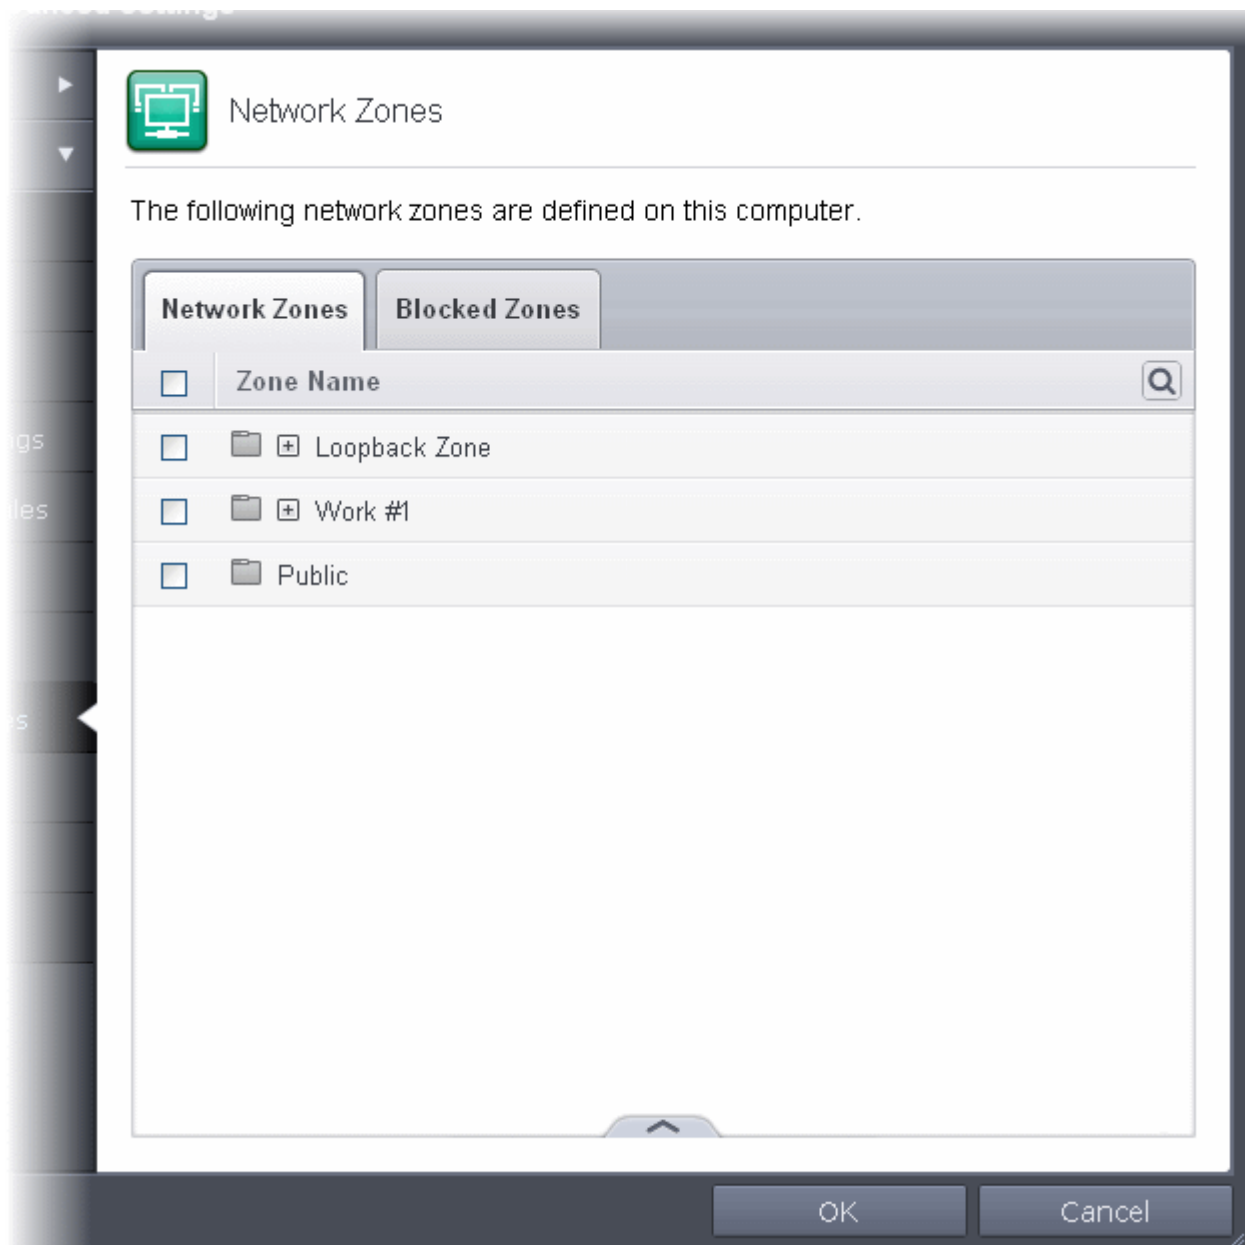 Network Zones
The following network zones are defined on this computer.
Network Zones
Blocked Zones
Zone Name
Loopback Zone
Work #1
Public
OK
Cancel